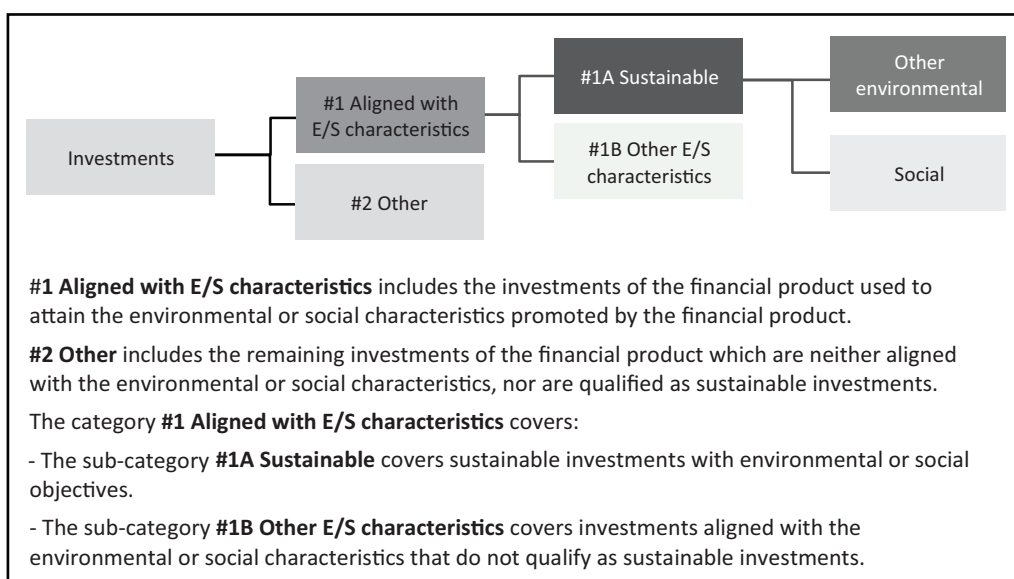 Investments
#1 Aligned with
E/S characteristics
#2 Other
#1A Sustainable
#1B Other E/S
characteristics
Other
environmental
Social
#1 Aligned with E/S characteristics includes the investments of the financial product used to
attain the environmental or social characteristics promoted by the financial product.
#2 Other includes the remaining investments of the financial product which are neither aligned
with the environmental or social characteristics, nor are qualified as sustainable investments.
The category #1 Aligned with E/S characteristics covers:
- The sub-category #1A Sustainable covers sustainable investments with environmental or social
objectives.
- The sub-category #1B Other E/S characteristics covers investments aligned with the
environmental or social characteristics that do not qualify as sustainable investments.